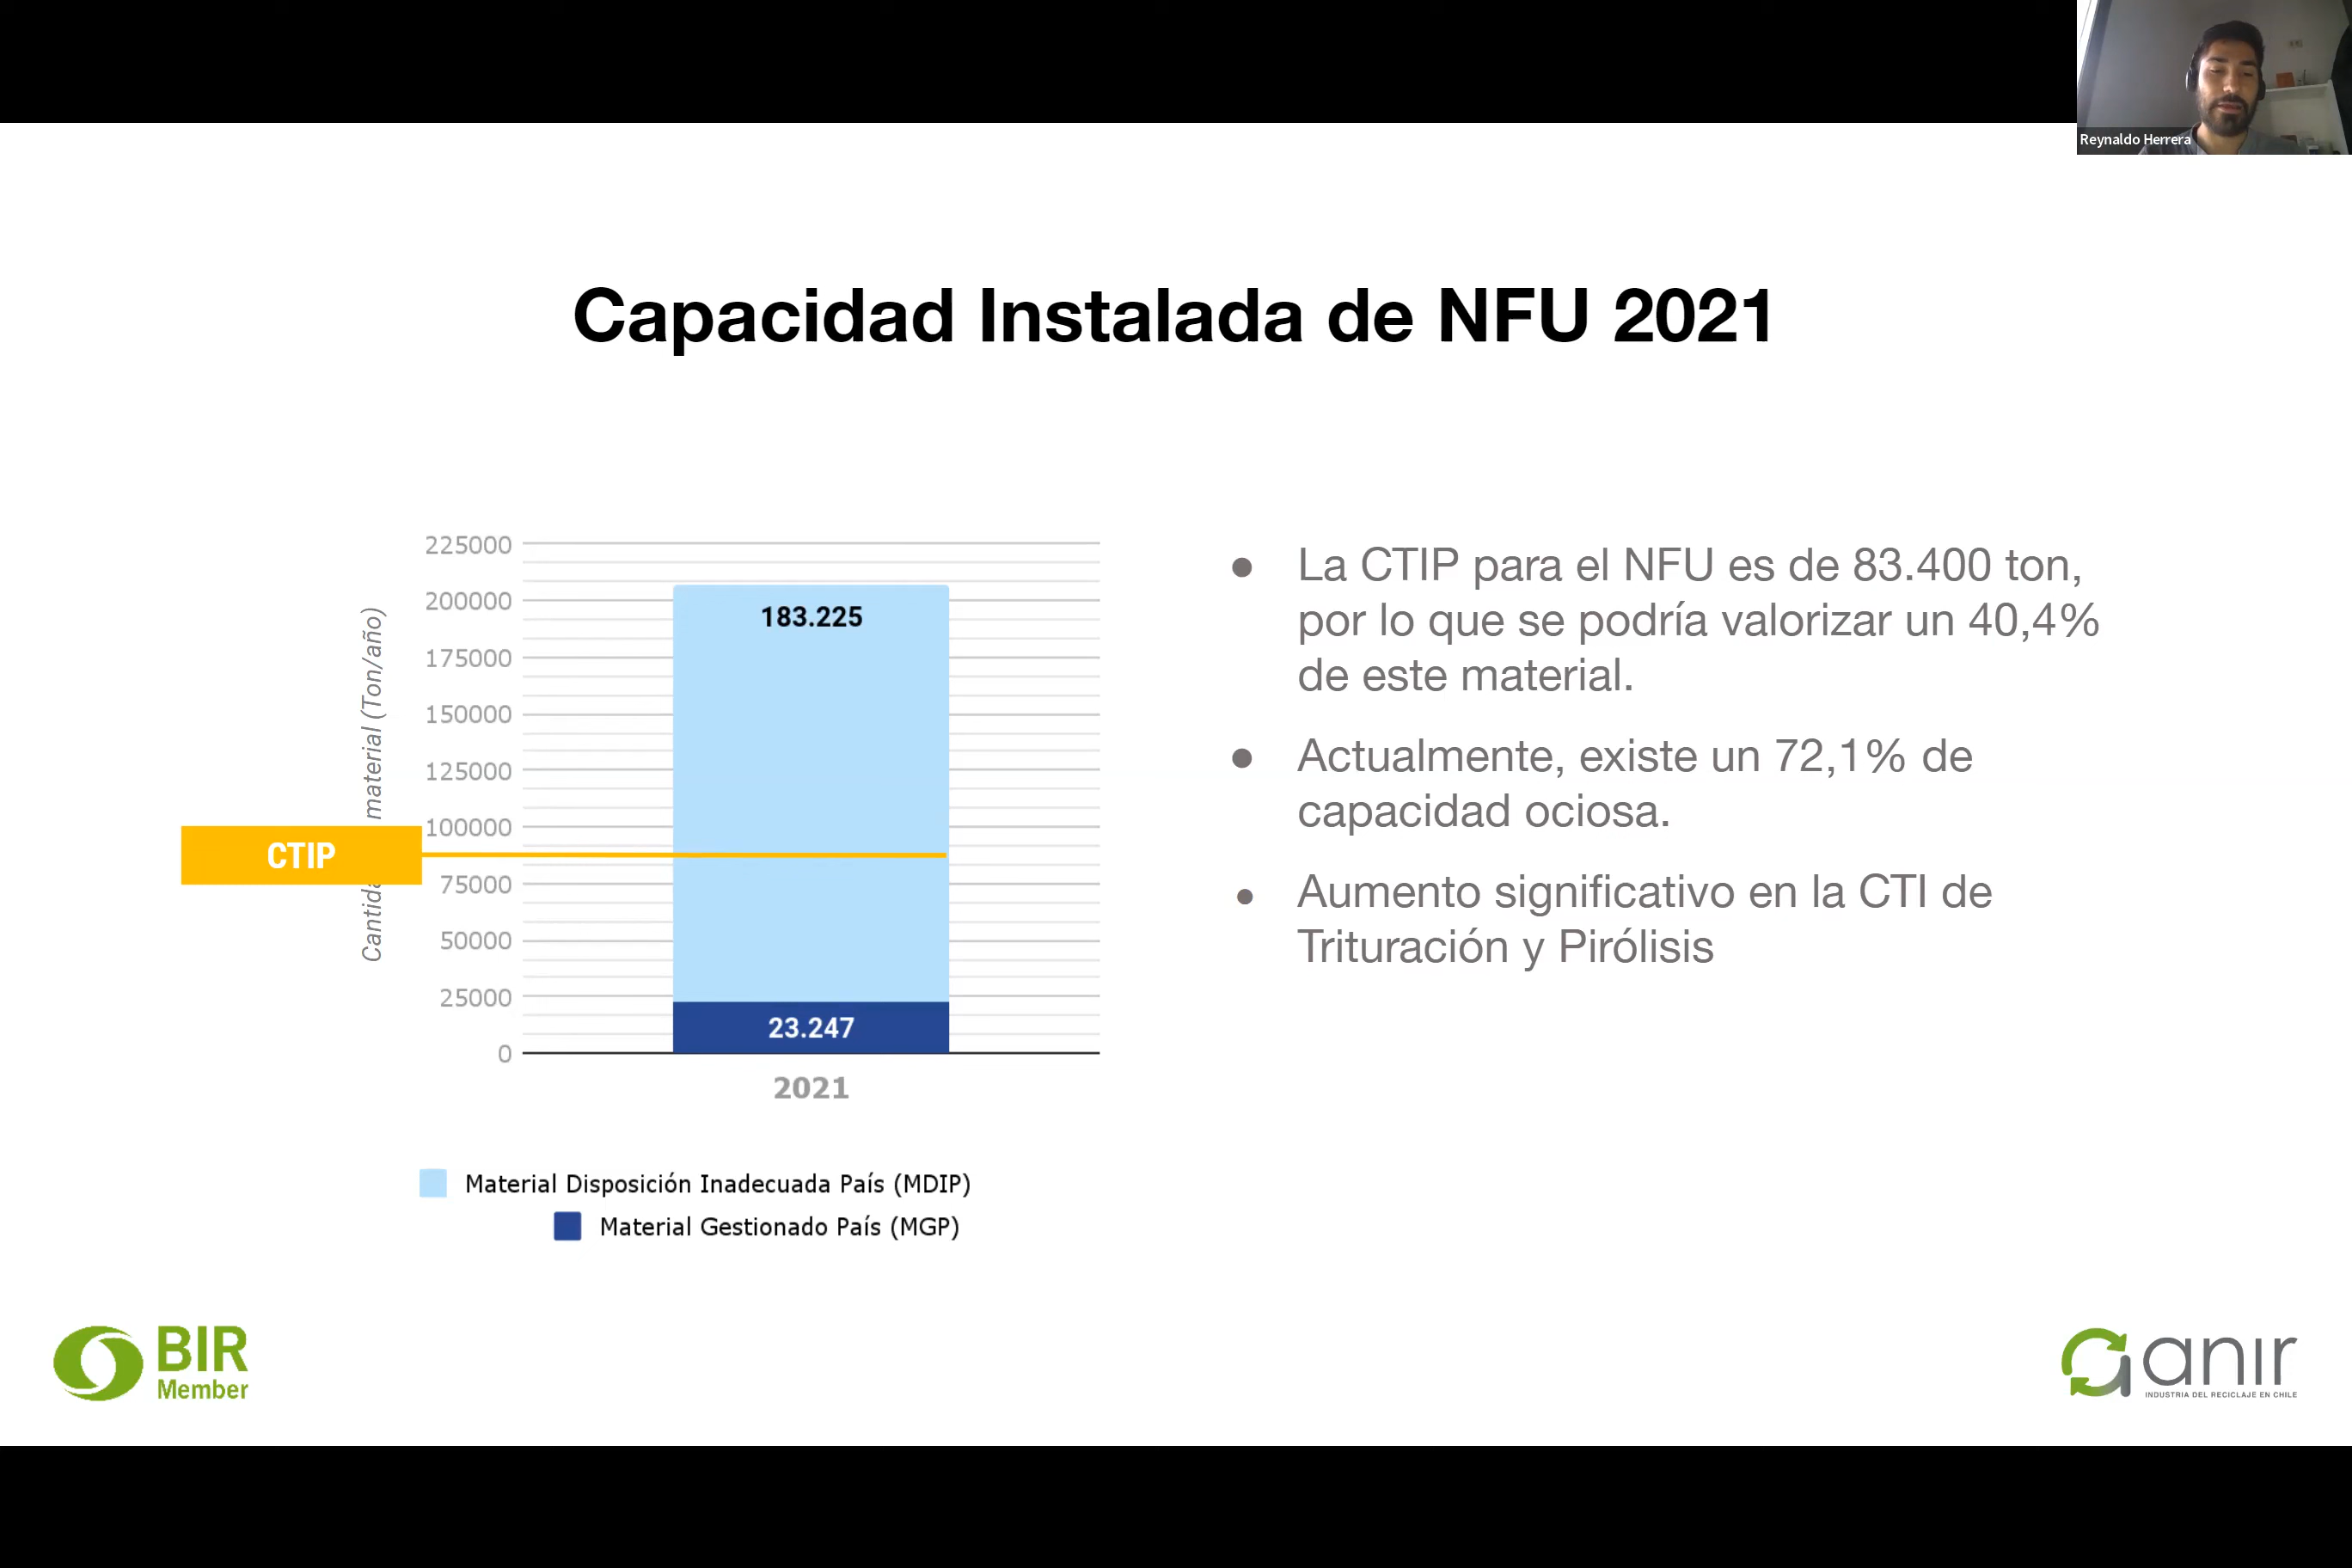 Reynaldo Herrera
Capacidad Instalada de NFU 2021
Cantida material (Ton/año)
225000
200000
175000
150000
125000
100000
75000
50000
25000
0
183.225
CTIP
23.247
2021
Material Disposición Inadecuada País (MDIP)
Material Gestionado País (MGP)
● La CTIP para el NFU es de 83.400 ton,
por lo que se podría valorizar un 40,4%
de este material.
● Actualmente, existe un 72,1% de
capacidad ociosa.
● Aumento significativo en la CTI de
Trituración y Pirólisis
BIR
Member
anir
INDUSTRIA DEL RECICLAJE EN CHILE